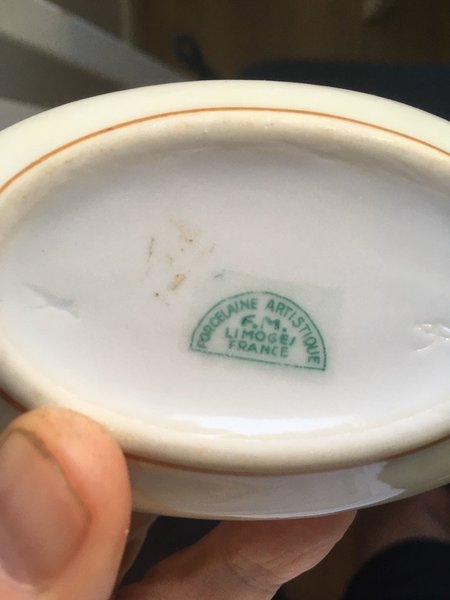 PORCELAINE ARTISTIQUE
F.M.
LIMOGES
FRANCE